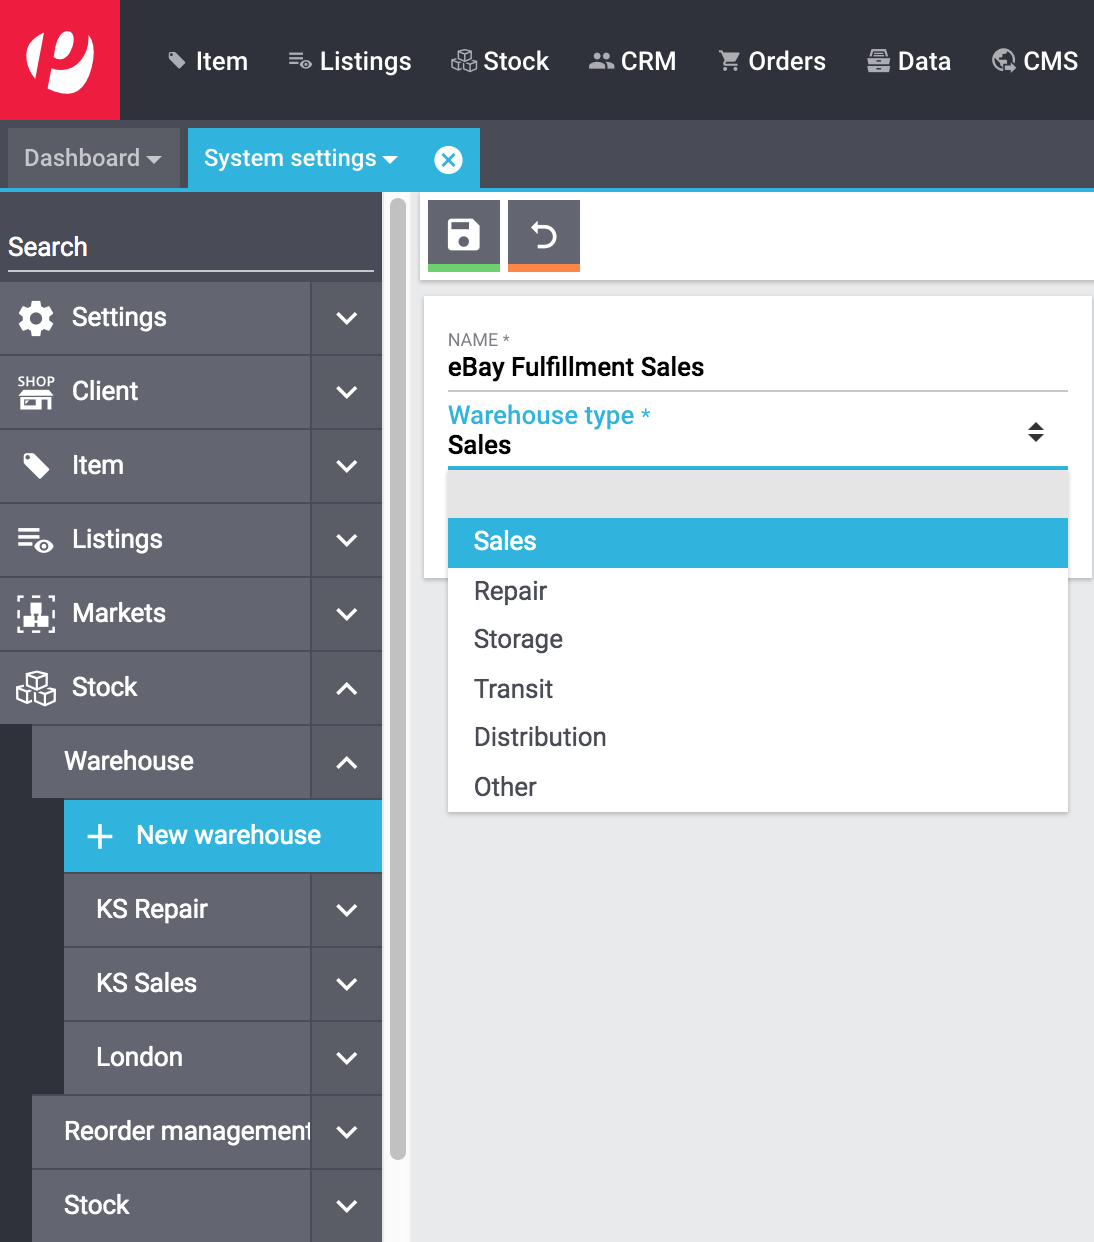 Item
Listings
Stock
CRM
Orders
Data
CMS
Dashboard
System settings
Search
Settings
SHOP
Client
Item
Listings
Markets
Stock
Warehouse
New warehouse
KS Repair
KS Sales
London
Reorder management
Stock
NAME *
eBay Fulfillment Sales
Warehouse type *
Sales
Sales
Repair
Storage
Transit
Distribution
Other